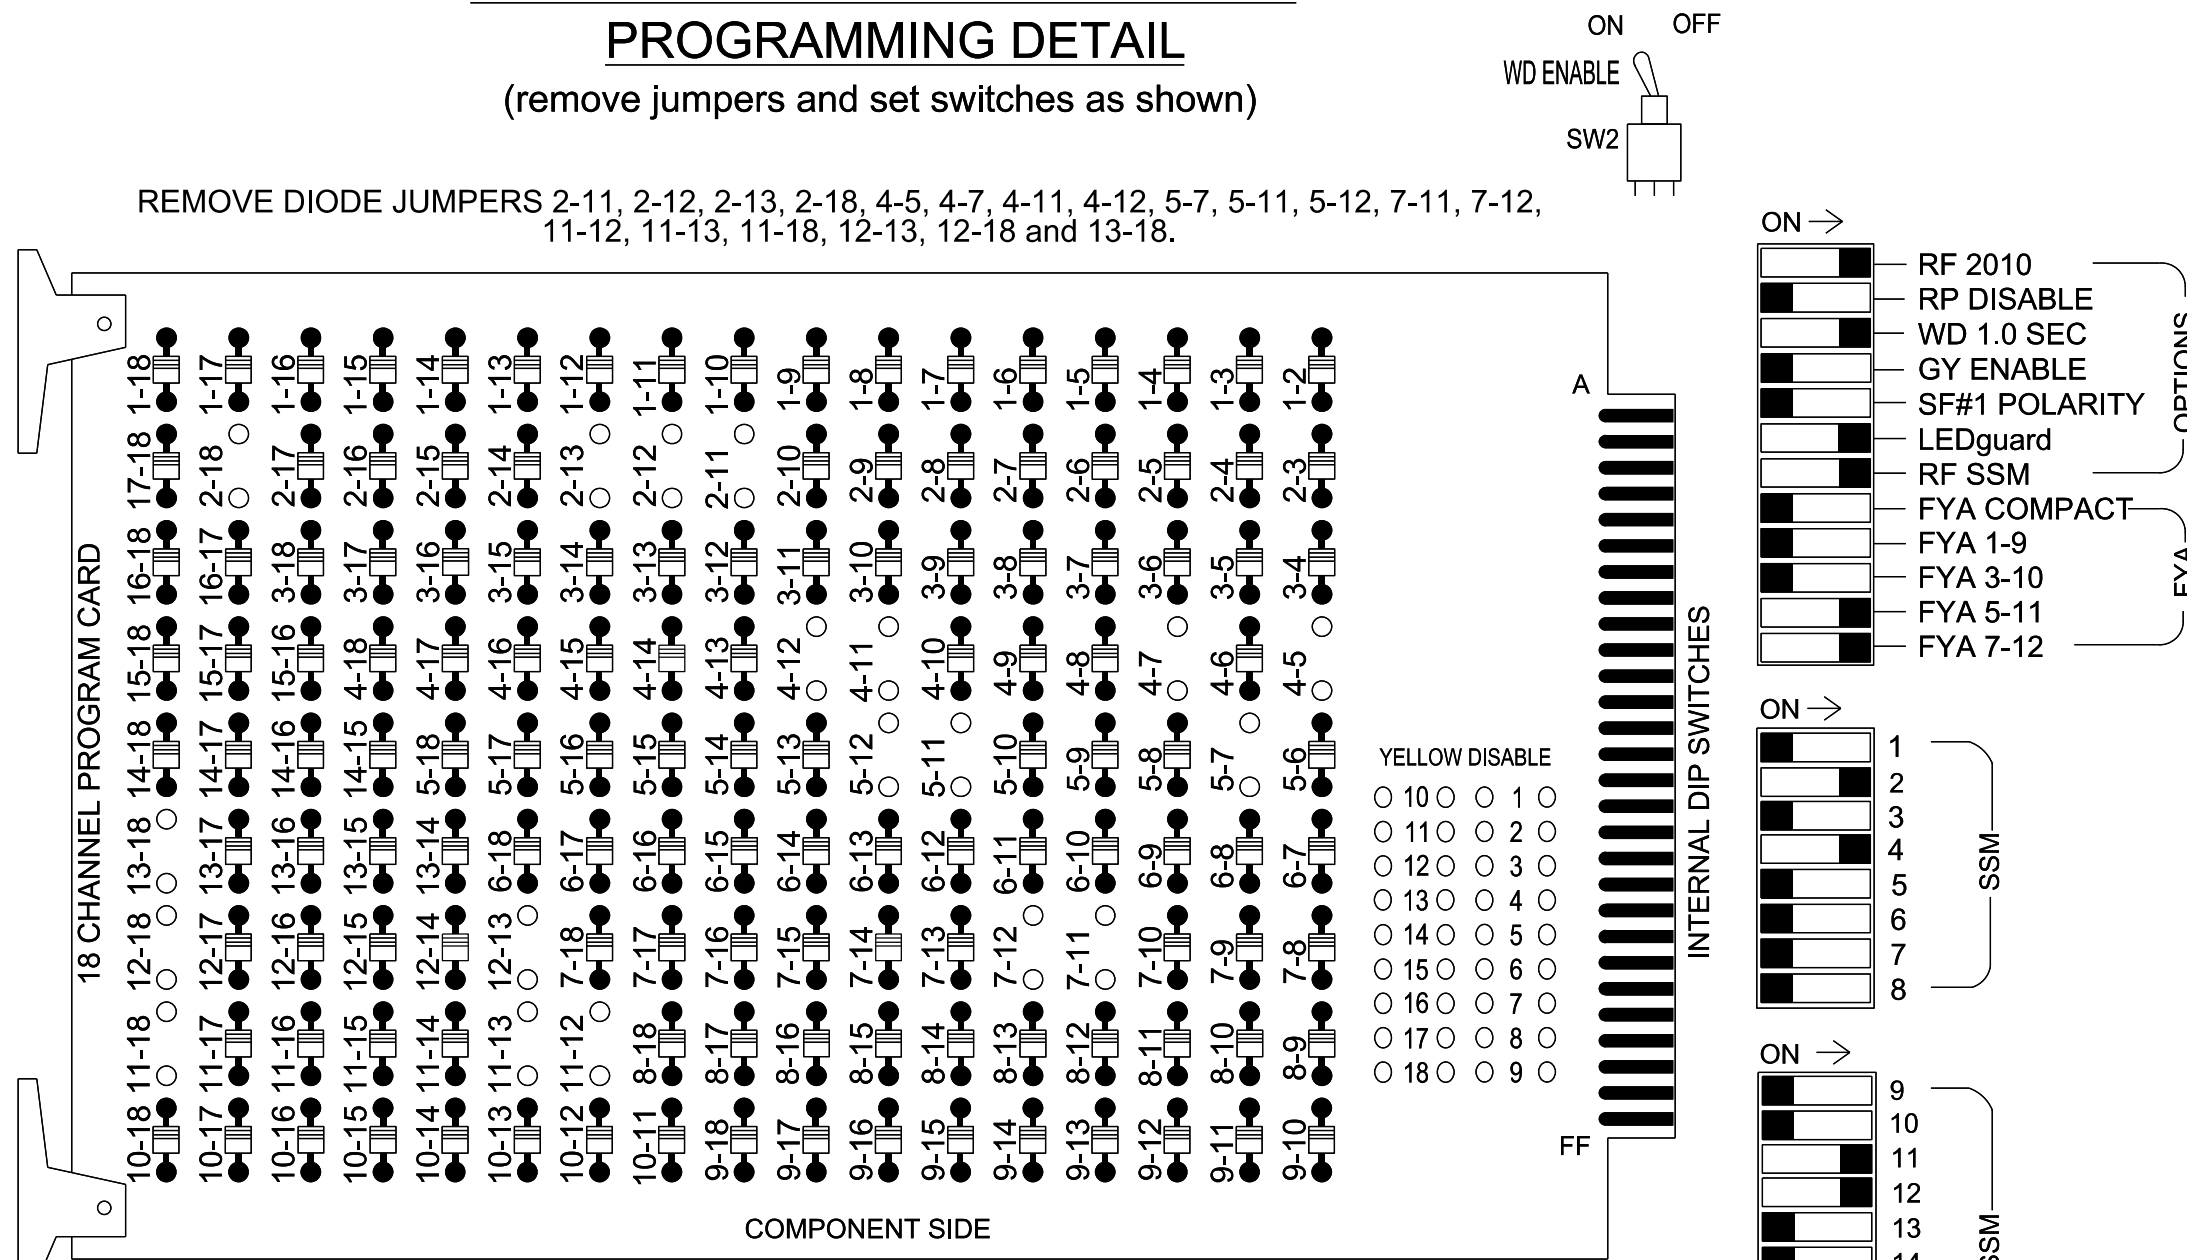 PROGRAMMING DETAIL
(remove jumpers and set switches as shown)
ON OFF
WD ENABLE
SW2
REMOVE DIODE JUMPERS 2-11, 2-12, 2-13, 2-18, 4-5, 4-7, 4-11, 4-12, 5-7, 5-11, 5-12, 7-11, 7-12,
11-12, 11-13, 11-18, 12-13, 12-18 and 13-18.
18 CHANNEL PROGRAM CARD
1-18 1-17 1-16 1-15 1-14 1-13 1-12 1-11 1-10 1-9 1-8 1-7 1-6 1-5 1-4 1-3 1-2
17-18 2-18 2-17 2-16 2-15 2-14 2-13 2-12 2-11 2-10 2-9 2-8 2-7 2-6 2-5 2-4 2-3
16-18 16-17 3-18 3-17 3-16 3-15 3-14 3-13 3-12 3-11 3-10 3-9 3-8 3-7 3-6 3-5 3-4
15-18 15-17 15-16 4-18 4-17 4-16 4-15 4-14 4-13 4-12 4-11 4-10 4-9 4-8 4-7 4-6 4-5
14-18 14-17 14-16 14-15 5-18 5-17 5-16 5-15 5-14 5-13 5-12 5-11 5-10 5-9 5-8 5-7 5-6
13-18 13-17 13-16 13-15 13-14 6-18 6-17 6-16 6-15 6-14 6-13 6-12 6-11 6-10 6-9 6-8 6-7
12-18 12-17 12-16 12-15 12-14 12-13 7-18 7-17 7-16 7-15 7-14 7-13 7-12 7-11 7-10 7-9 7-8
11-18 11-17 11-16 11-15 11-14 11-13 11-12 8-18 8-17 8-16 8-15 8-14 8-13 8-12 8-11 8-10 8-9
10-18 10-17 10-16 10-15 10-14 10-13 10-12 10-11 9-18 9-17 9-16 9-15 9-14 9-13 9-12 9-11 9-10
COMPONENT SIDE
YELLOW DISABLE
10 1
11 2
12 3
13 4
14 5
15 6
16 7
17 8
18 9
A
FF
INTERNAL DIP SWITCHES
ON
RF 2010
RP DISABLE
WD 1.0 SEC
GY ENABLE
SF#1 POLARITY
LEDguard
RF SSM
OPTIONS
FYA COMPACT
FYA 1-9
FYA 3-10
FYA 5-11
FYA 7-12
FYA
ON
1
2
3
4
5
6
7
8
SSM
ON
9
10
11
12
13
14
SSM